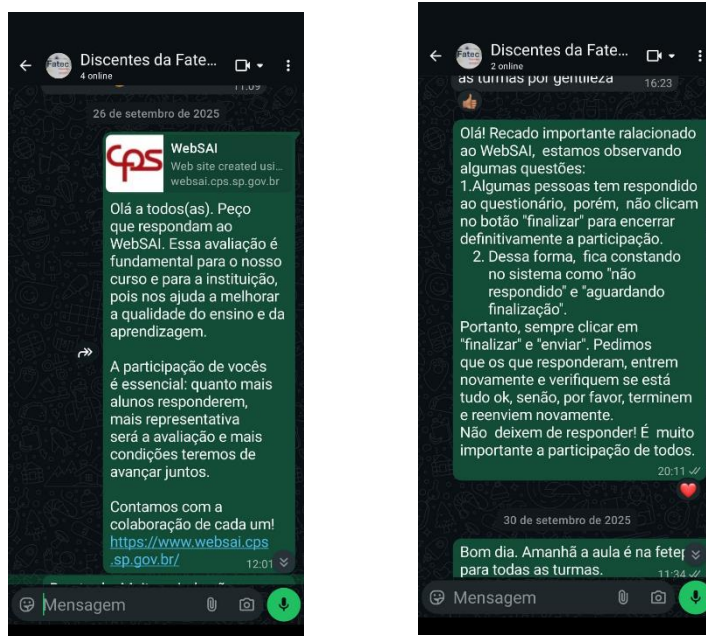 Discentes da Fate...
4 online
11:09
26 de setembro de 2025
cps
WebSAI
Web site created usi...
websai.cps.sp.gov.br
Olá a todos(as). Peço
que respondam ao
WebSAI. Essa avaliação é
fundamental para o nosso
curso e para a instituição,
pois nos ajuda a melhorar
a qualidade do ensino e da
aprendizagem.
A participação de vocês
é essencial: quanto mais
alunos responderem,
mais representativa
será a avaliação e mais
condições teremos de
avançar juntos.
Contamos com a
colaboração de cada um!
https://www.websai.cps
.sp.gov.br/
12:01
Mensagem
Fatec
Discentes da Fate...
2 online
as turmas por gentileza
16:23
Olá! Recado importante ralacionado
ao WebSAI, estamos observando
algumas questões:
1.Algumas pessoas tem respondido
ao questionário, porém, não clicam
no botão "finalizar" para encerrar
definitivamente a participação.
2. Dessa forma, fica constando
no sistema como "não
respondido" e "aguardando
finalização".
Portanto, sempre clicar em
"finalizar" e "enviar". Pedimos
que os que responderam, entrem
novamente e verifiquem se está
tudo ok, senão, por favor, terminem
e reenviem novamente.
Não deixem de responder! É muito
importante a participação de todos.
20:11
30 de setembro de 2025
Bom dia. Amanhã a aula é na fetep
para todas as turmas.
11:34
Mensagem